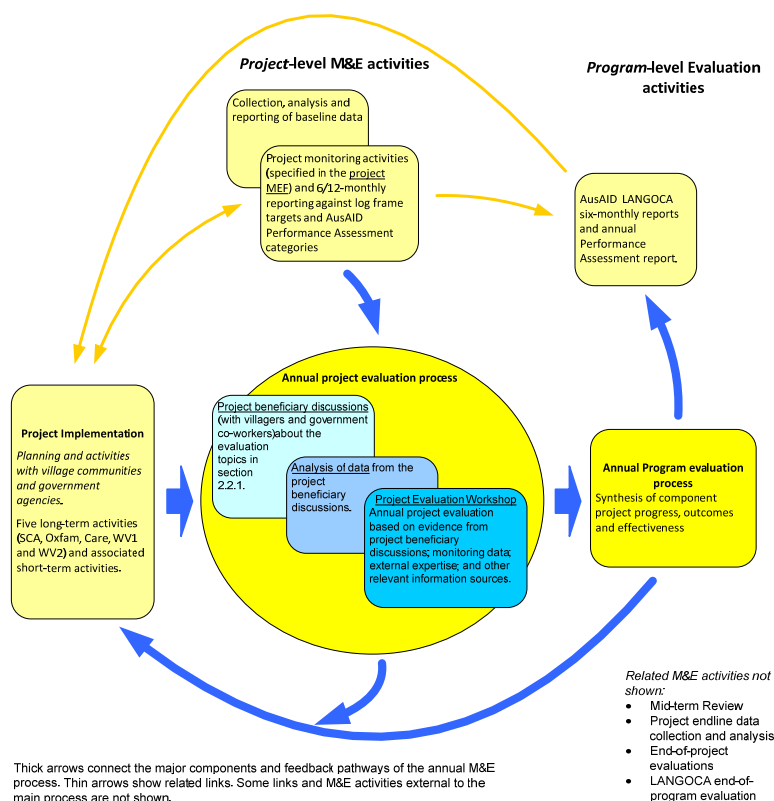 Project-level M&E activities
Program-level Evaluation
activities
Collection, analysis and
reporting of baseline data
Project monitoring activities
(specified in the project
MEF) and 6/12-monthly
reporting against log frame
targets and AusAID
Performance Assessment
categories
AusAID LANGOCA
six-monthly reports
and annual
Performance
Assessment report.
Annual project evaluation process
Project beneficiary discussions
(with villagers and government
co-workers)about the
evaluation
topics in
section
2.2.1.
Analysis of data from the
project
beneficiary
discussions.
Project Evaluation Workshop
Annual project evaluation
based on evidence from
project beneficiary
discussions; monitoring data;
external expertise; and other
relevant information sources.
Project Implementation
Planning and activities
with village communities
and government
agencies.
Five long-term activities
(SCA, Oxfam, Care, WV1
and WV2) and associated
short-term activities.
Annual Program evaluation
process
Synthesis of component
project progress, outcomes
and effectiveness
Related M&E activities not
shown:
• Mid-term Review
• Project endline data
collection and analysis
• End-of-project
evaluations
• LANGOCA end-of-
program evaluation
Thick arrows connect the major components and feedback pathways of the annual M&E
process. Thin arrows show related links. Some links and M&E activities external to the
main process are not shown.